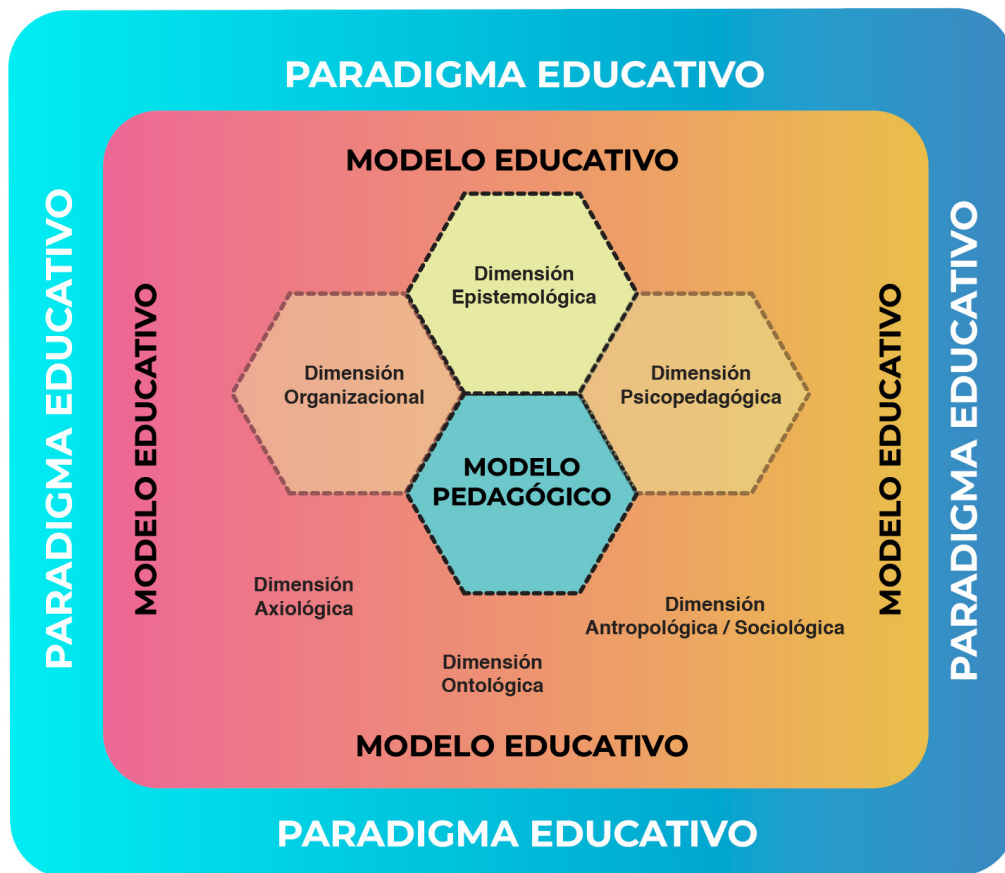 PARADIGMA EDUCATIVO
MODELO EDUCATIVO
PARADIGMA EDUCATIVO
MODELO EDUCATIVO
Dimensión
Epistemológica
Dimensión
Organizacional
Dimensión
Psicopedagógica
MODELO
PEDAGÓGICO
MODELO EDUCATIVO
PARADIGMA EDUCATIVO
Dimensión
Axiológica
Dimensión
Antropológica / Sociológica
Dimensión
Ontológica
MODELO EDUCATIVO
PARADIGMA EDUCATIVO